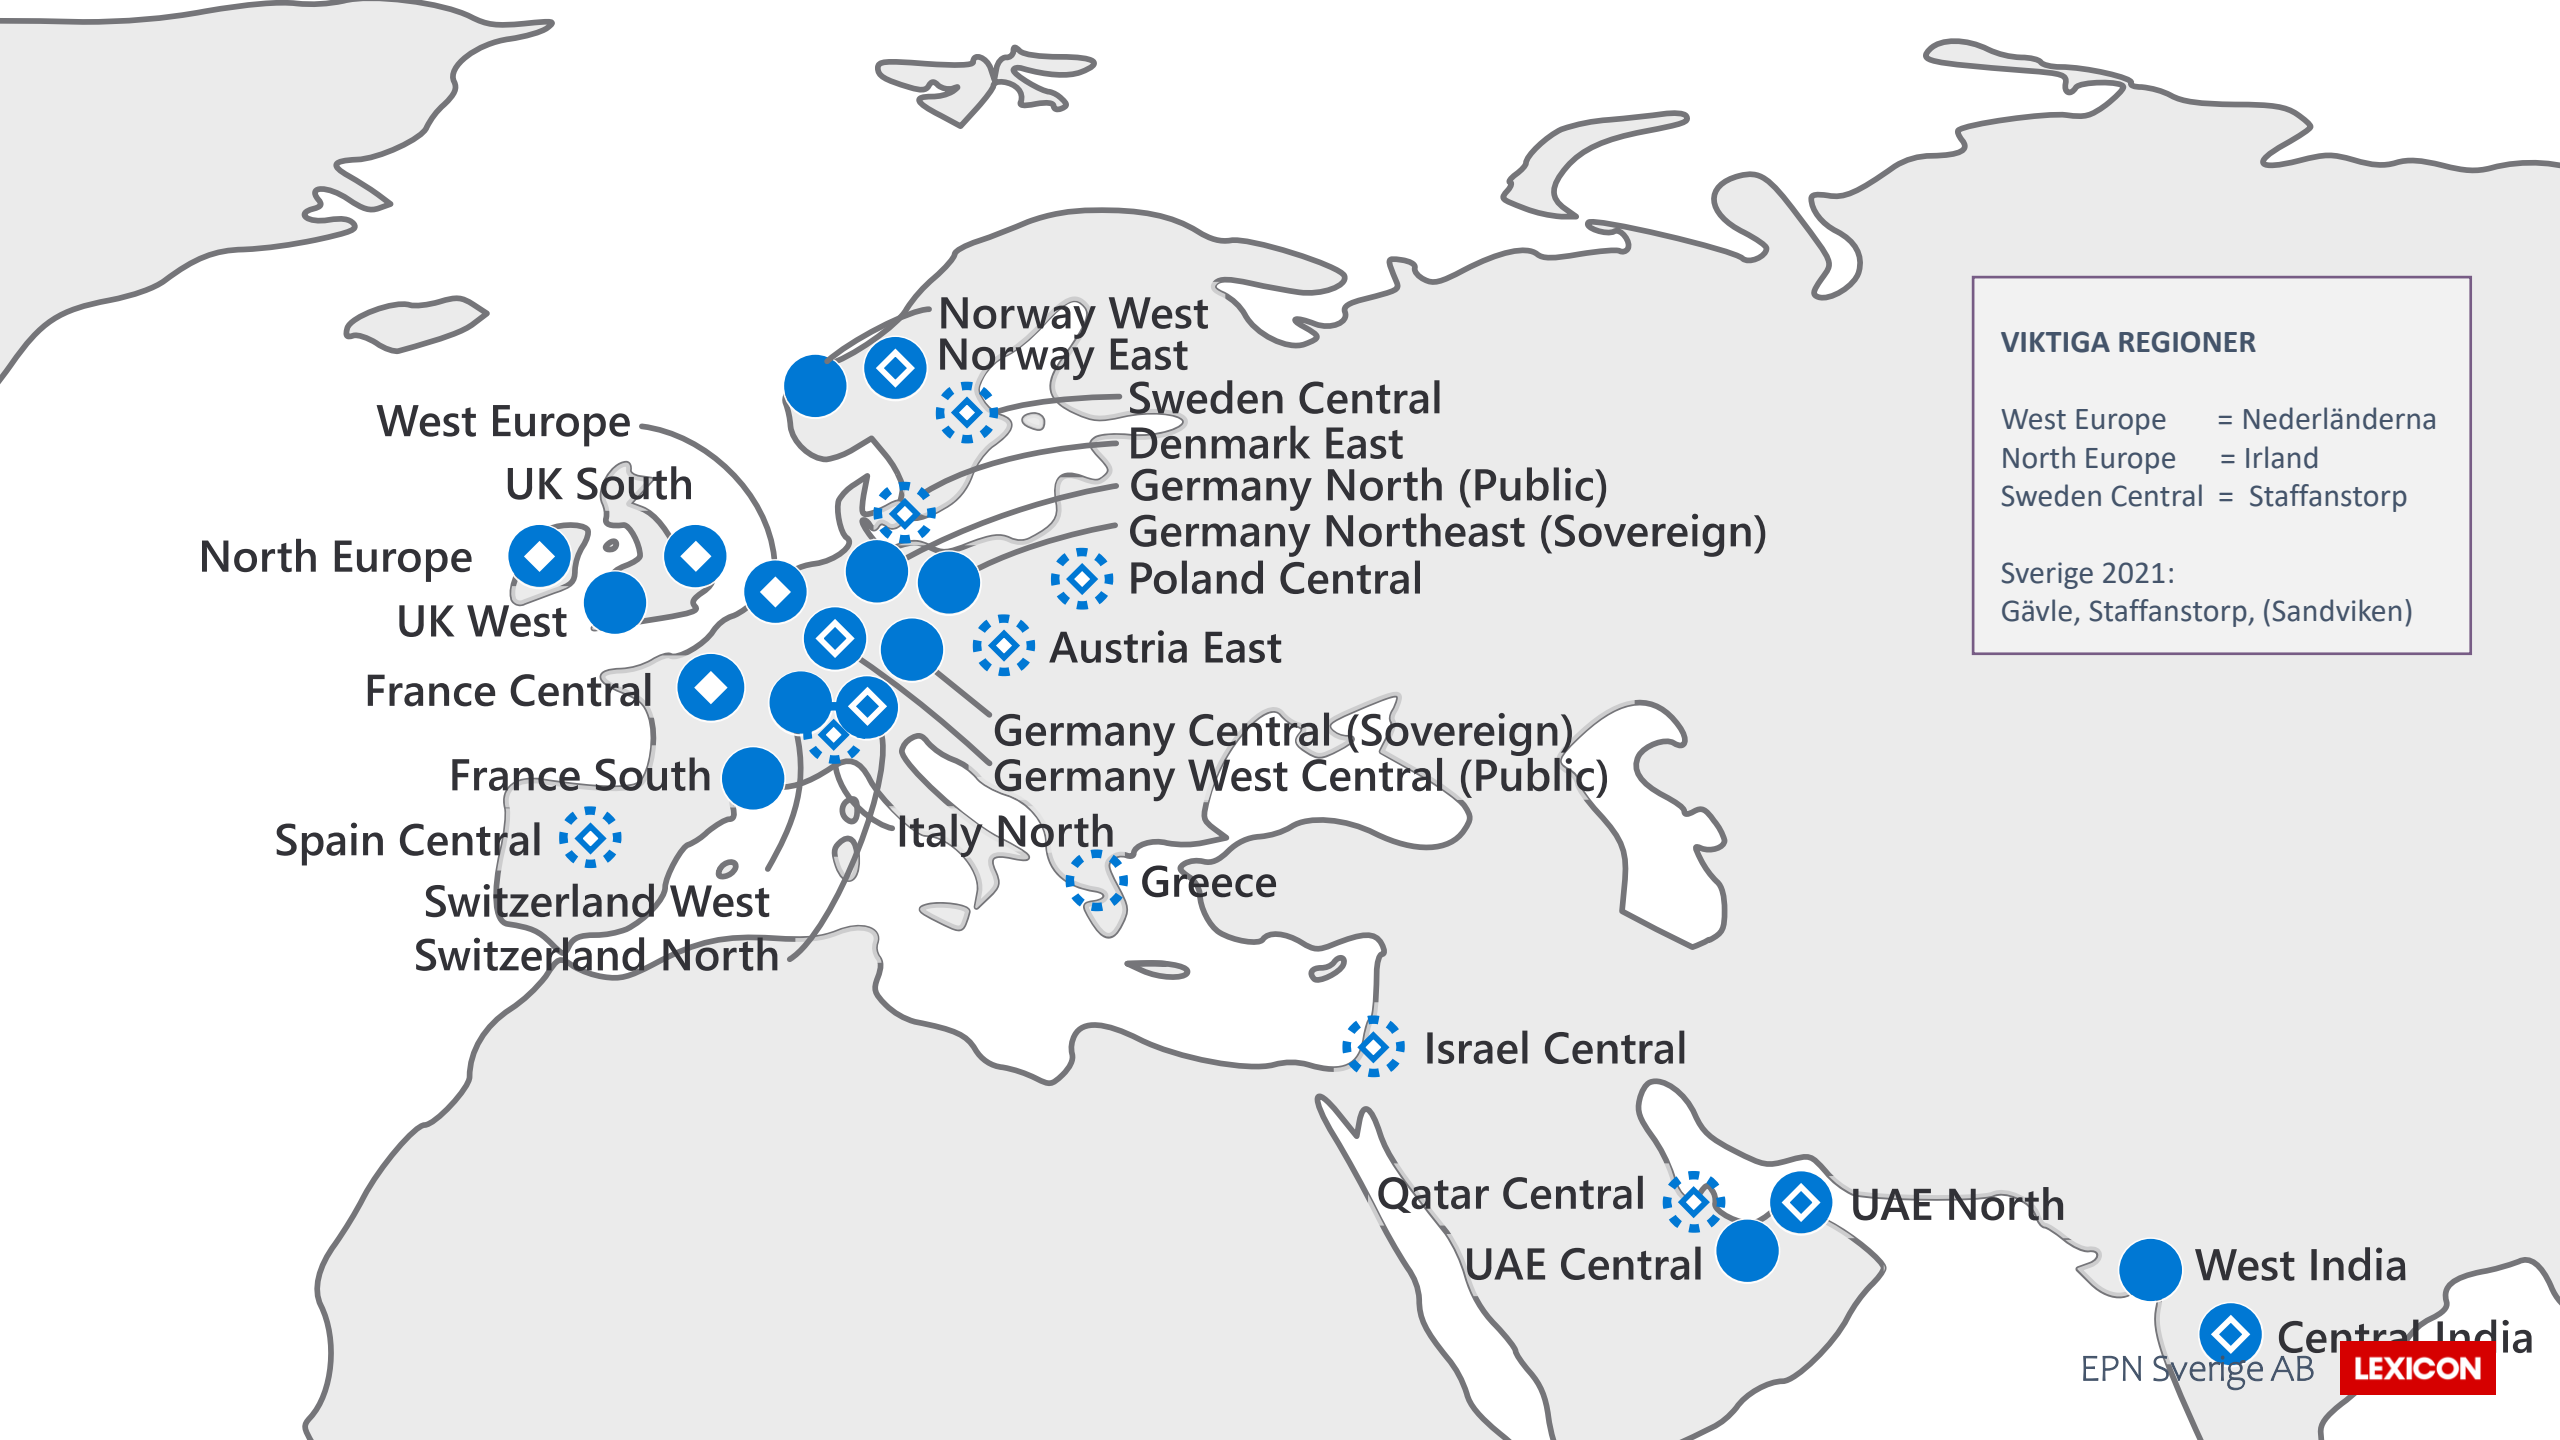 Norway West
Norway East
Sweden Central
West Europe
Denmark East
UK South
Germany North (Public)
Germany Northeast (Sovereign)
North Europe
Poland Central
UK West
Austria East
France Central
Germany Central (Sovereign)
Germany West Central (Public)
France South
Italy North
Spain Central
Greece
Switzerland West
Switzerland North
Israel Central
Qatar Central
UAE North
UAE Central
West India
Central India
VIKTIGA REGIONER
West Europe = Nederländerna
North Europe = Irland
Sweden Central = Staffanstorp
Sverige 2021:
Gävle, Staffanstorp, (Sandviken)
EPN Sverige AB
LEXICON